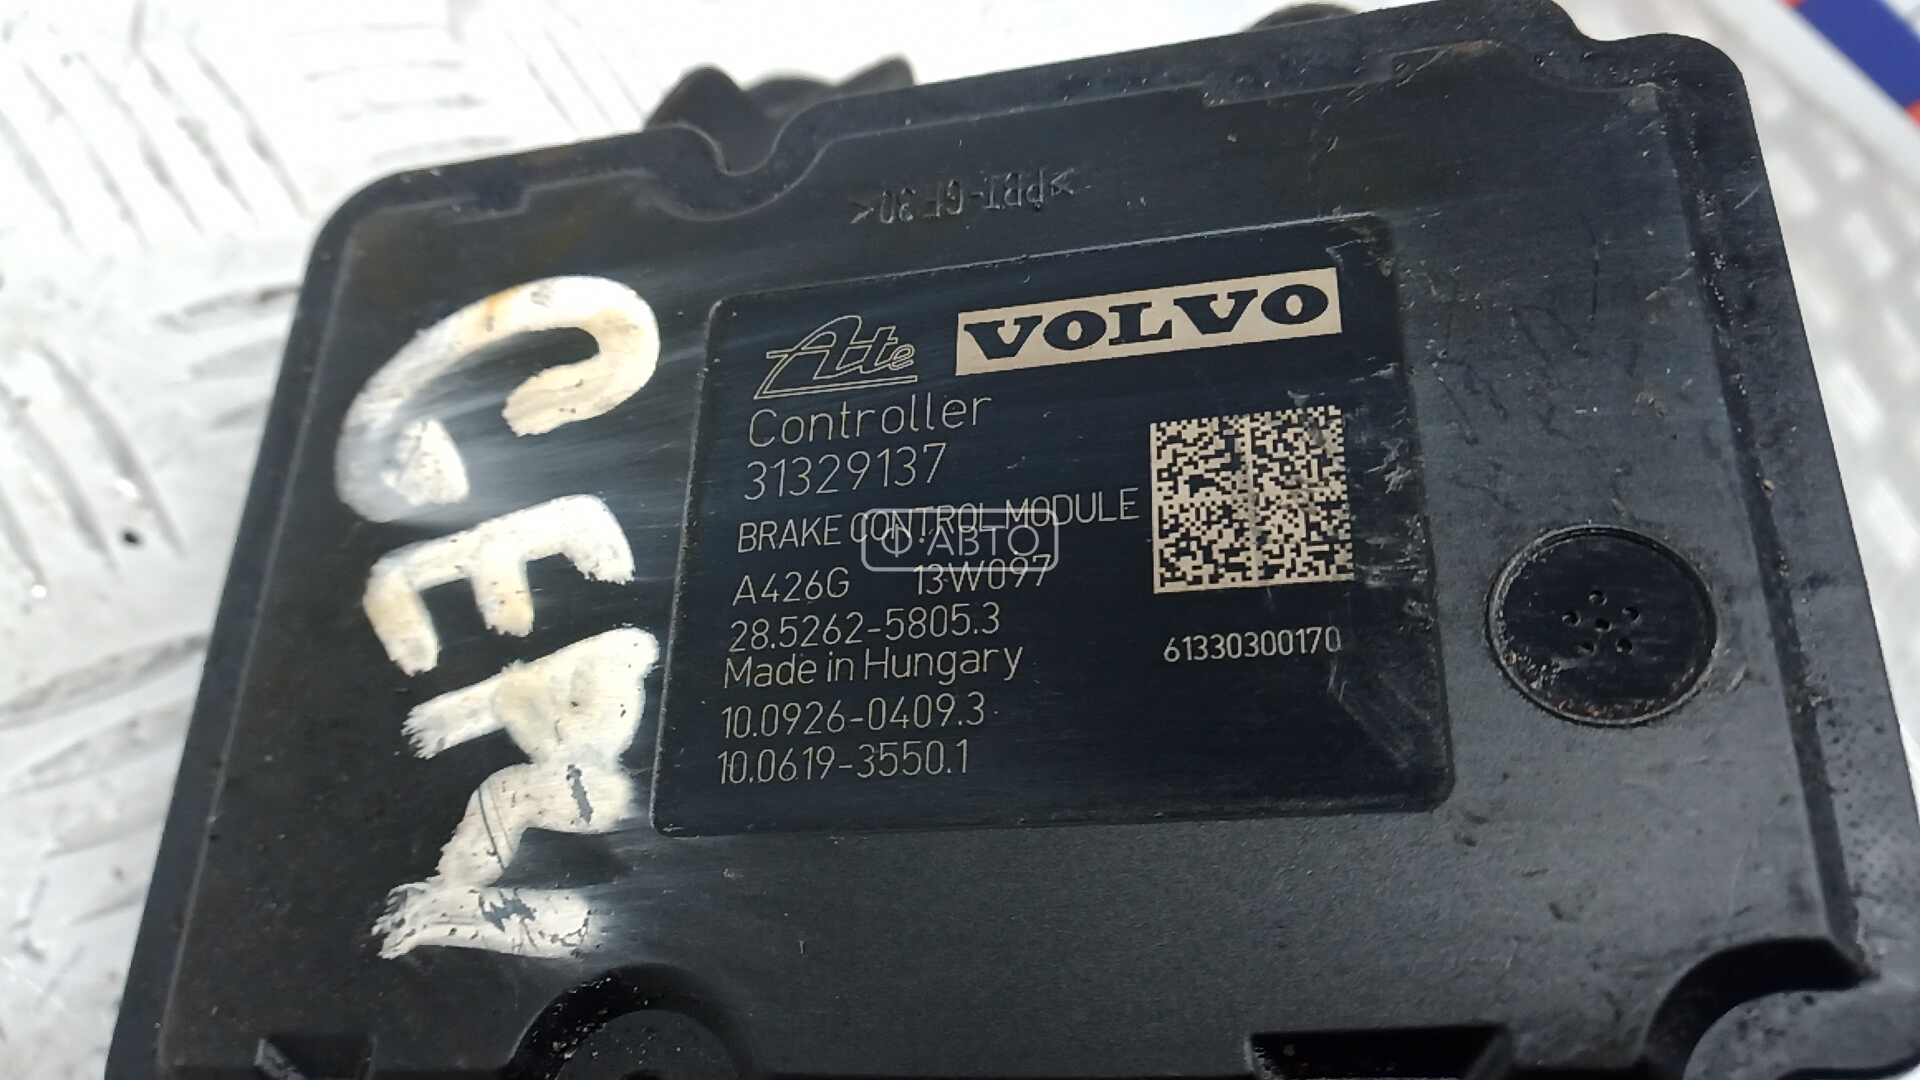 >PBT-GF30<
Ate VOLVO
Controller
31329137
BRAKE CONTROL MODULE
Ф АВТО
A426G 13W097
28.5262-5805.3
Made in Hungary
61330300170
10.0926-0409.3
10.0619-3550.1